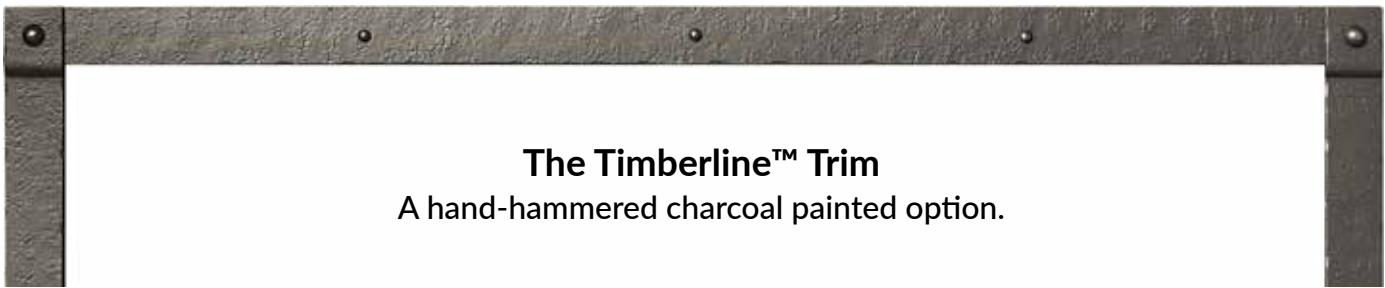 The Timberline™ Trim
A hand-hammered charcoal painted option.